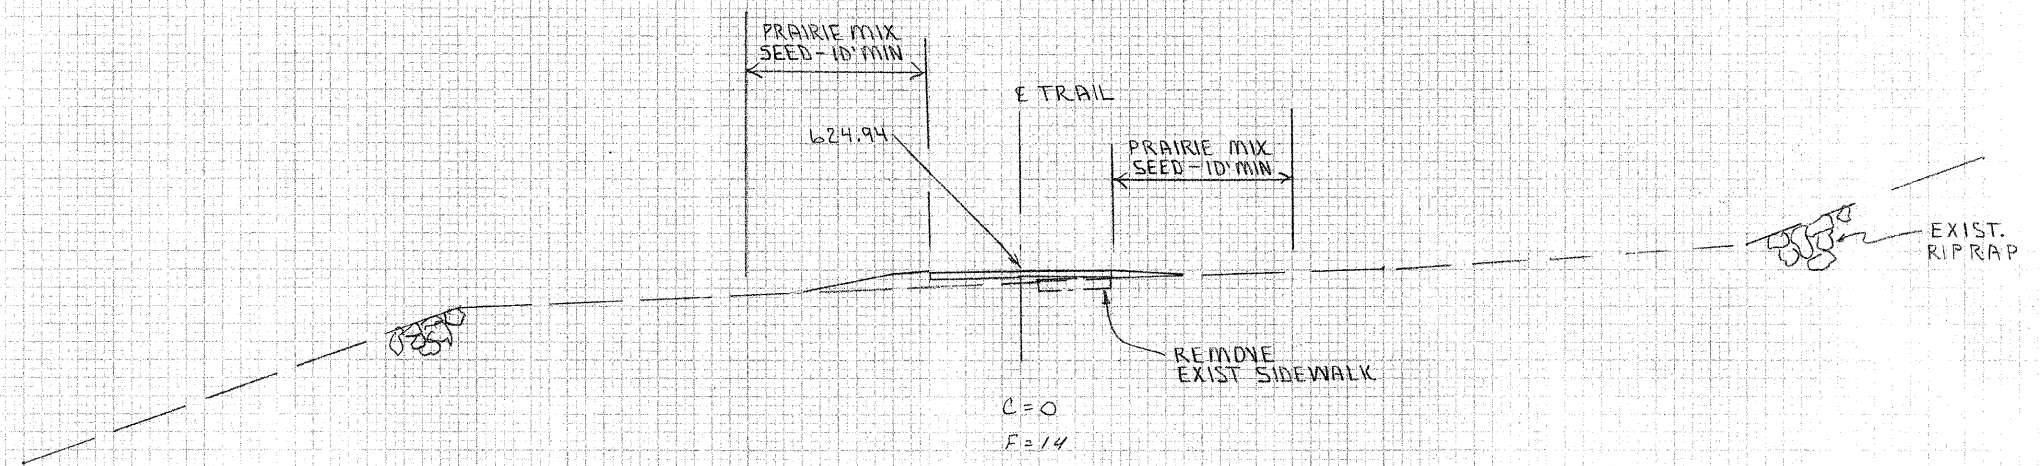 PRAIRIE MIX
SEED-10' MIN
℄ TRAIL
624.94
PRAIRIE MIX
SEED-10' MIN
EXIST.
RIPRAP
REMOVE
EXIST SIDEWALK
C=0
F=14